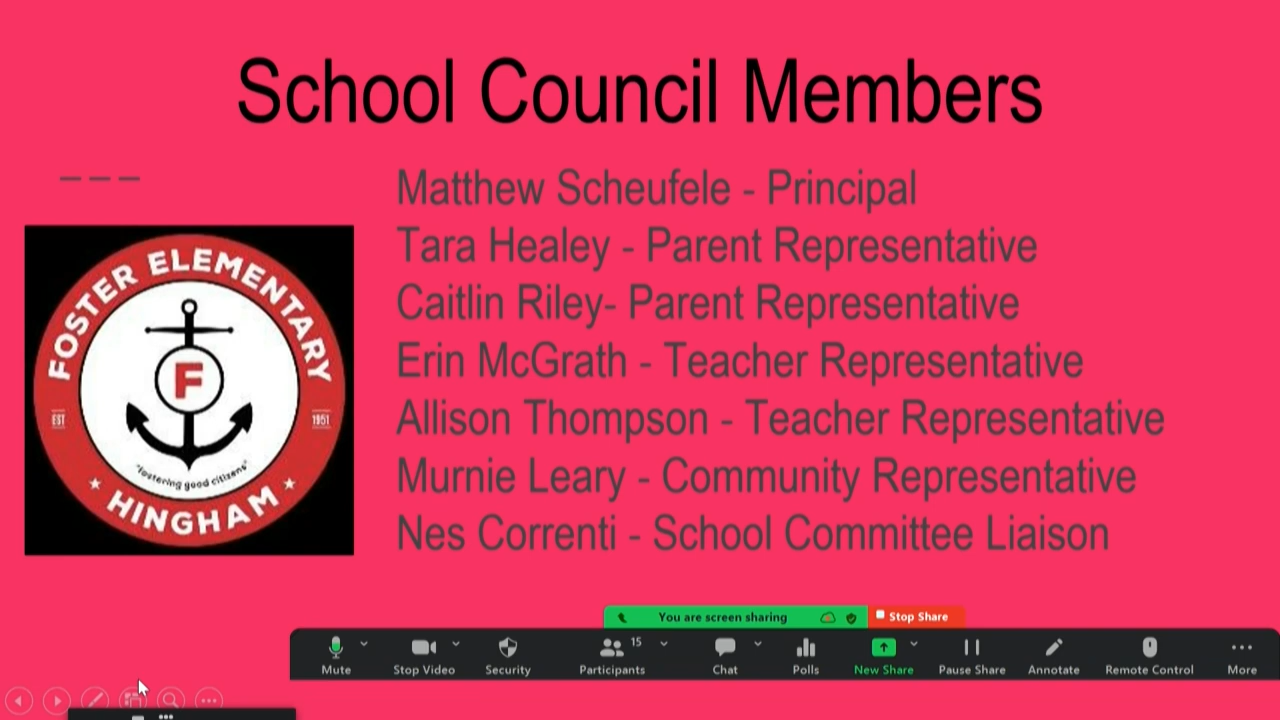 School Council Members
Matthew Scheufele - Principal
Tara Healey - Parent Representative
Caitlin Riley- Parent Representative
Erin McGrath - Teacher Representative
Allison Thompson - Teacher Representative
Murnie Leary - Community Representative
Nes Correnti - School Committee Liaison
FOSTER ELEMENTARY
F
EST 1951
"fostering good citizens"
HINGHAM
You are screen sharing Stop Share
15
Mute Stop Video Security Participants Chat Polls New Share Pause Share Annotate Remote Control More